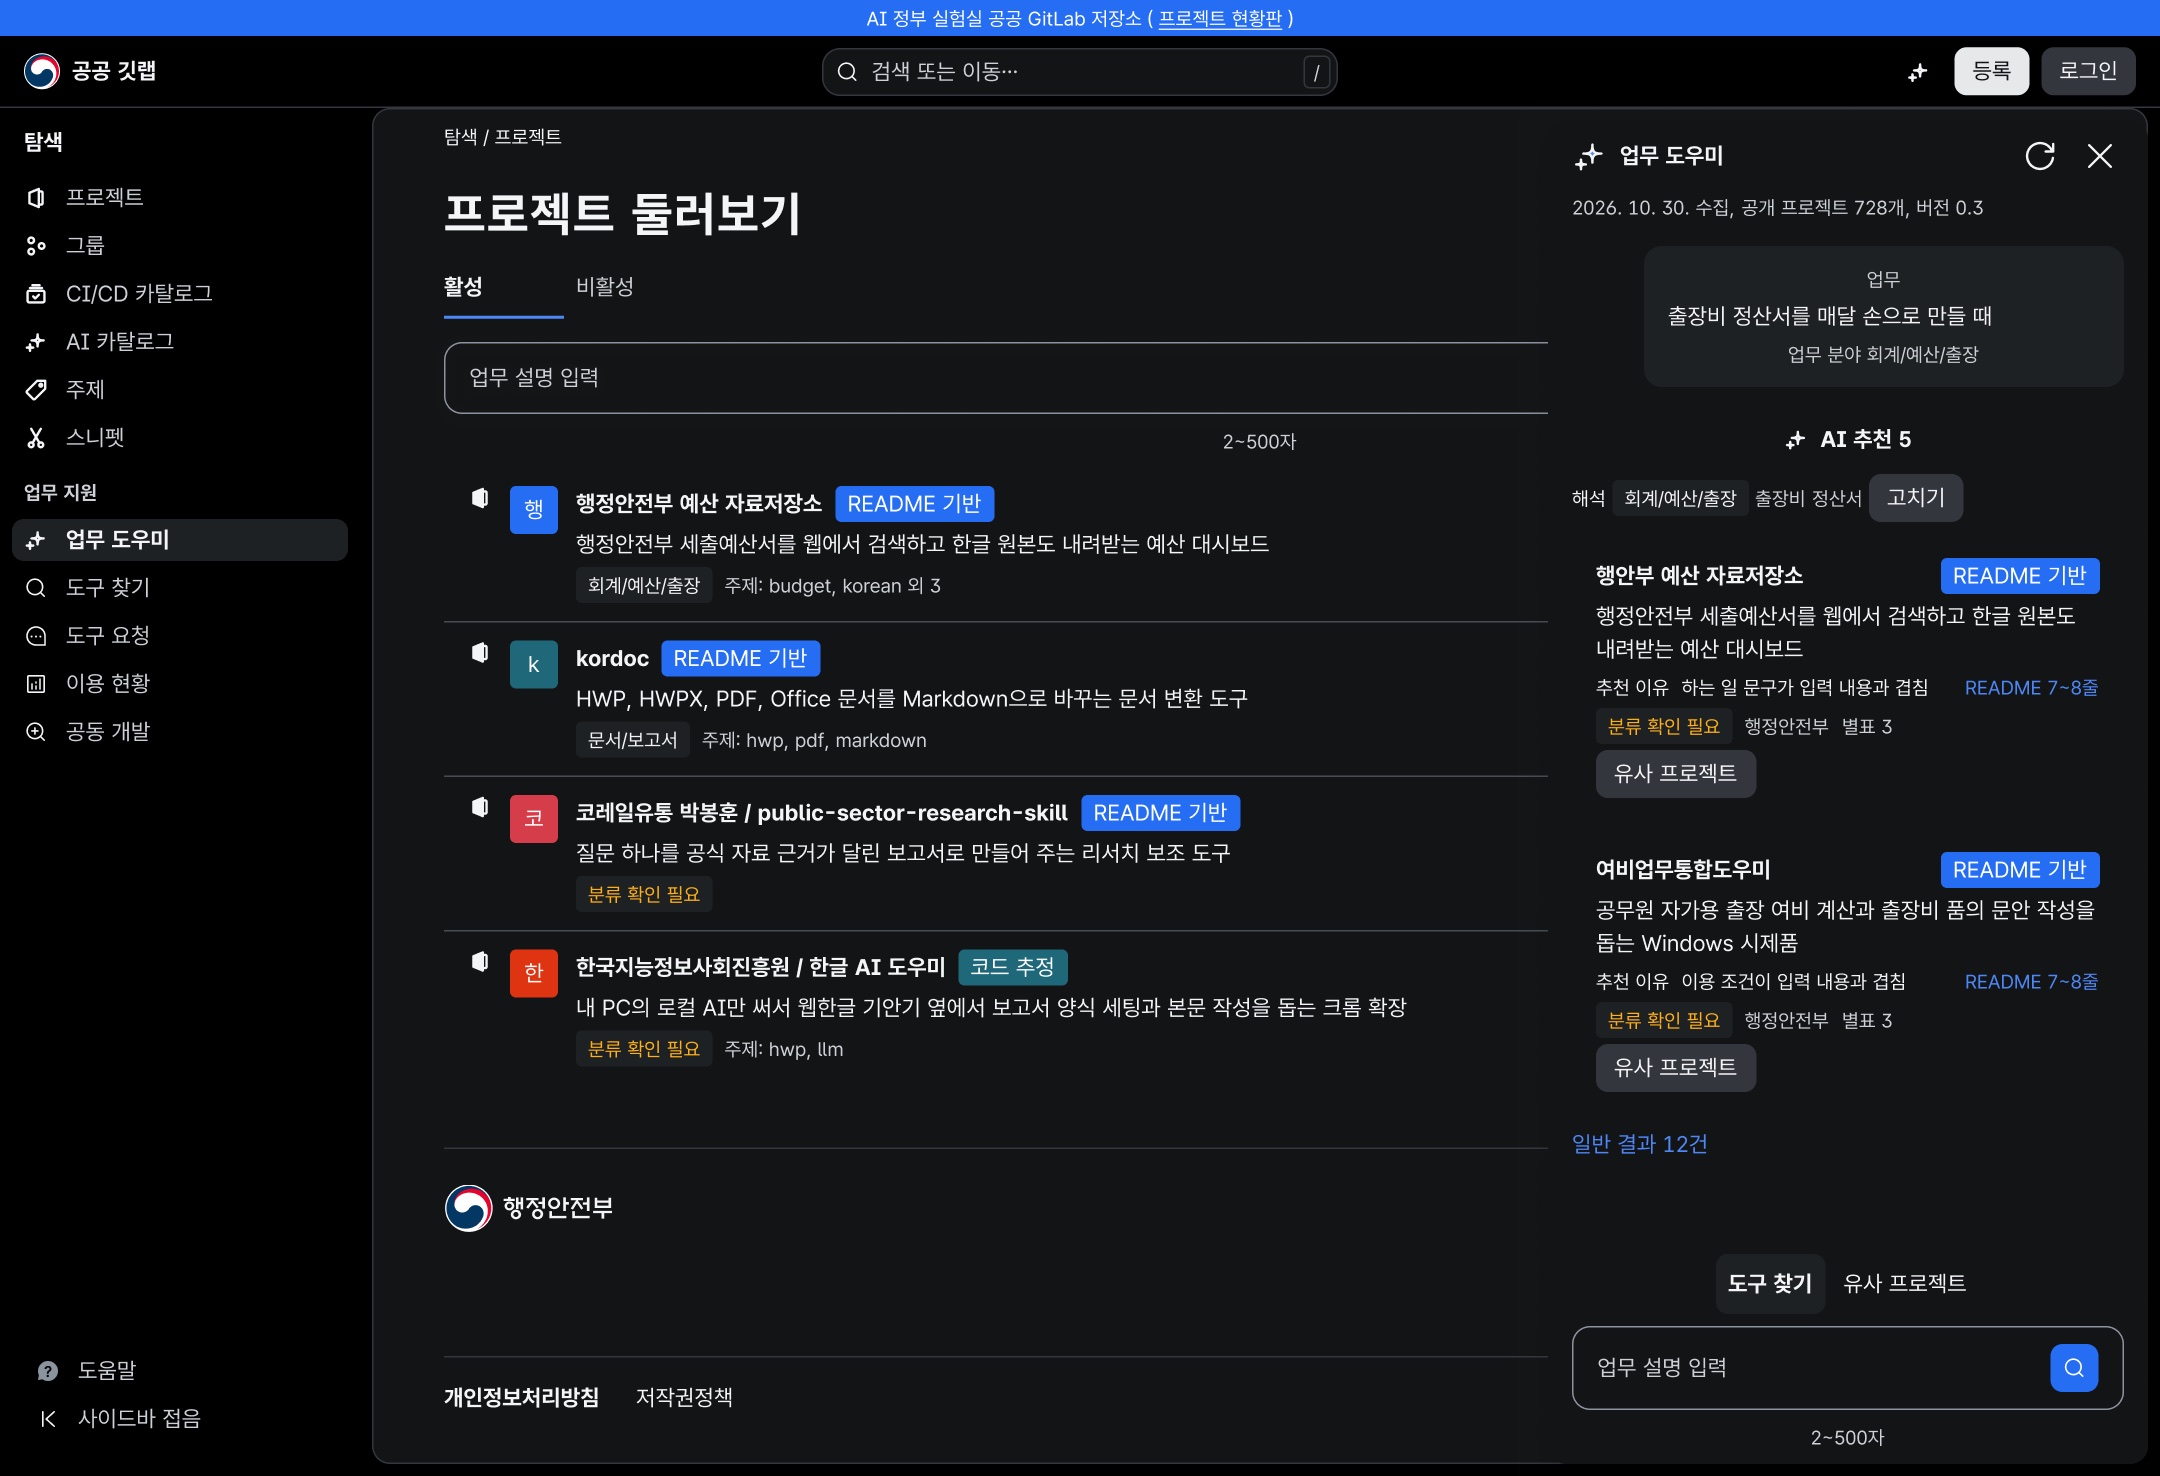 AI 정부 실험실 공공 GitLab 저장소 ( 프로젝트 현황판 )
공공 깃랩
검색 또는 이동…
/
등록
로그인
탐색
프로젝트
그룹
CI/CD 카탈로그
AI 카탈로그
주제
스니펫
업무 지원
업무 도우미
도구 찾기
도구 요청
이용 현황
공동 개발
도움말
사이드바 접음
탐색 / 프로젝트
프로젝트 둘러보기
활성
비활성
업무 설명 입력
2~500자
행
행정안전부 예산 자료저장소 README 기반
행정안전부 세출예산서를 웹에서 검색하고 한글 원본도 내려받는 예산 대시보드
회계/예산/출장 주제: budget, korean 외 3
k
kordoc README 기반
HWP, HWPX, PDF, Office 문서를 Markdown으로 바꾸는 문서 변환 도구
문서/보고서 주제: hwp, pdf, markdown
코
코레일유통 박봉훈 / public-sector-research-skill README 기반
질문 하나를 공식 자료 근거가 달린 보고서로 만들어 주는 리서치 보조 도구
분류 확인 필요
한
한국지능정보사회진흥원 / 한글 AI 도우미 코드 추정
내 PC의 로컬 AI만 써서 웹한글 기안기 옆에서 보고서 양식 세팅과 본문 작성을 돕는 크롬 확장
분류 확인 필요 주제: hwp, llm
행정안전부
개인정보처리방침 저작권정책
업무 도우미
2026. 10. 30. 수집, 공개 프로젝트 728개, 버전 0.3
업무
출장비 정산서를 매달 손으로 만들 때
업무 분야 회계/예산/출장
AI 추천 5
해석 회계/예산/출장 출장비 정산서 고치기
행안부 예산 자료저장소 README 기반
행정안전부 세출예산서를 웹에서 검색하고 한글 원본도
내려받는 예산 대시보드
추천 이유 하는 일 문구가 입력 내용과 겹침 README 7~8줄
분류 확인 필요 행정안전부 별표 3
유사 프로젝트
여비업무통합도우미 README 기반
공무원 자가용 출장 여비 계산과 출장비 품의 문안 작성을
돕는 Windows 시제품
추천 이유 이용 조건이 입력 내용과 겹침 README 7~8줄
분류 확인 필요 행정안전부 별표 3
유사 프로젝트
일반 결과 12건
도구 찾기 유사 프로젝트
업무 설명 입력
2~500자